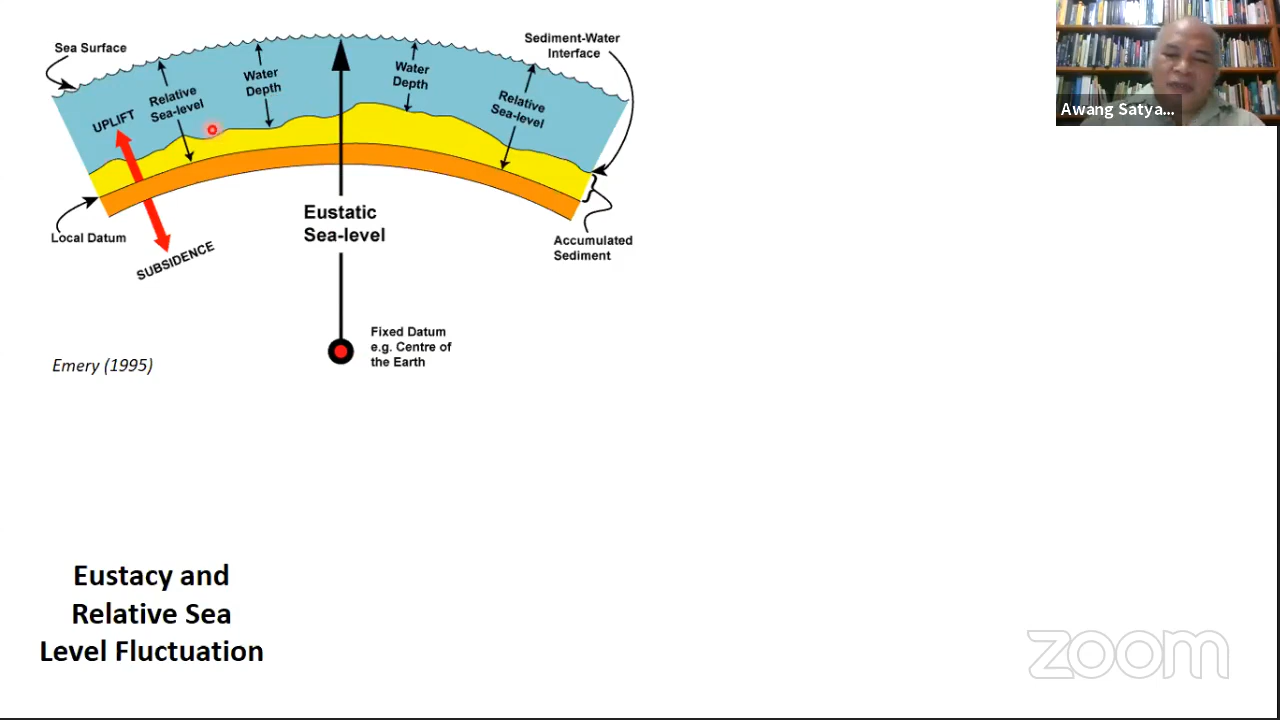 Sea Surface
Sediment-Water
Interface
Water
Depth
Water
Depth
Relative
Sea-level
Relative
Sea-level
UPLIFT
Awang Satya...
Eustatic
Sea-level
Local Datum
SUBSIDENCE
Accumulated
Sediment
Fixed Datum
e.g. Centre of
the Earth
Emery (1995)
Eustacy and
Relative Sea
Level Fluctuation
zoom